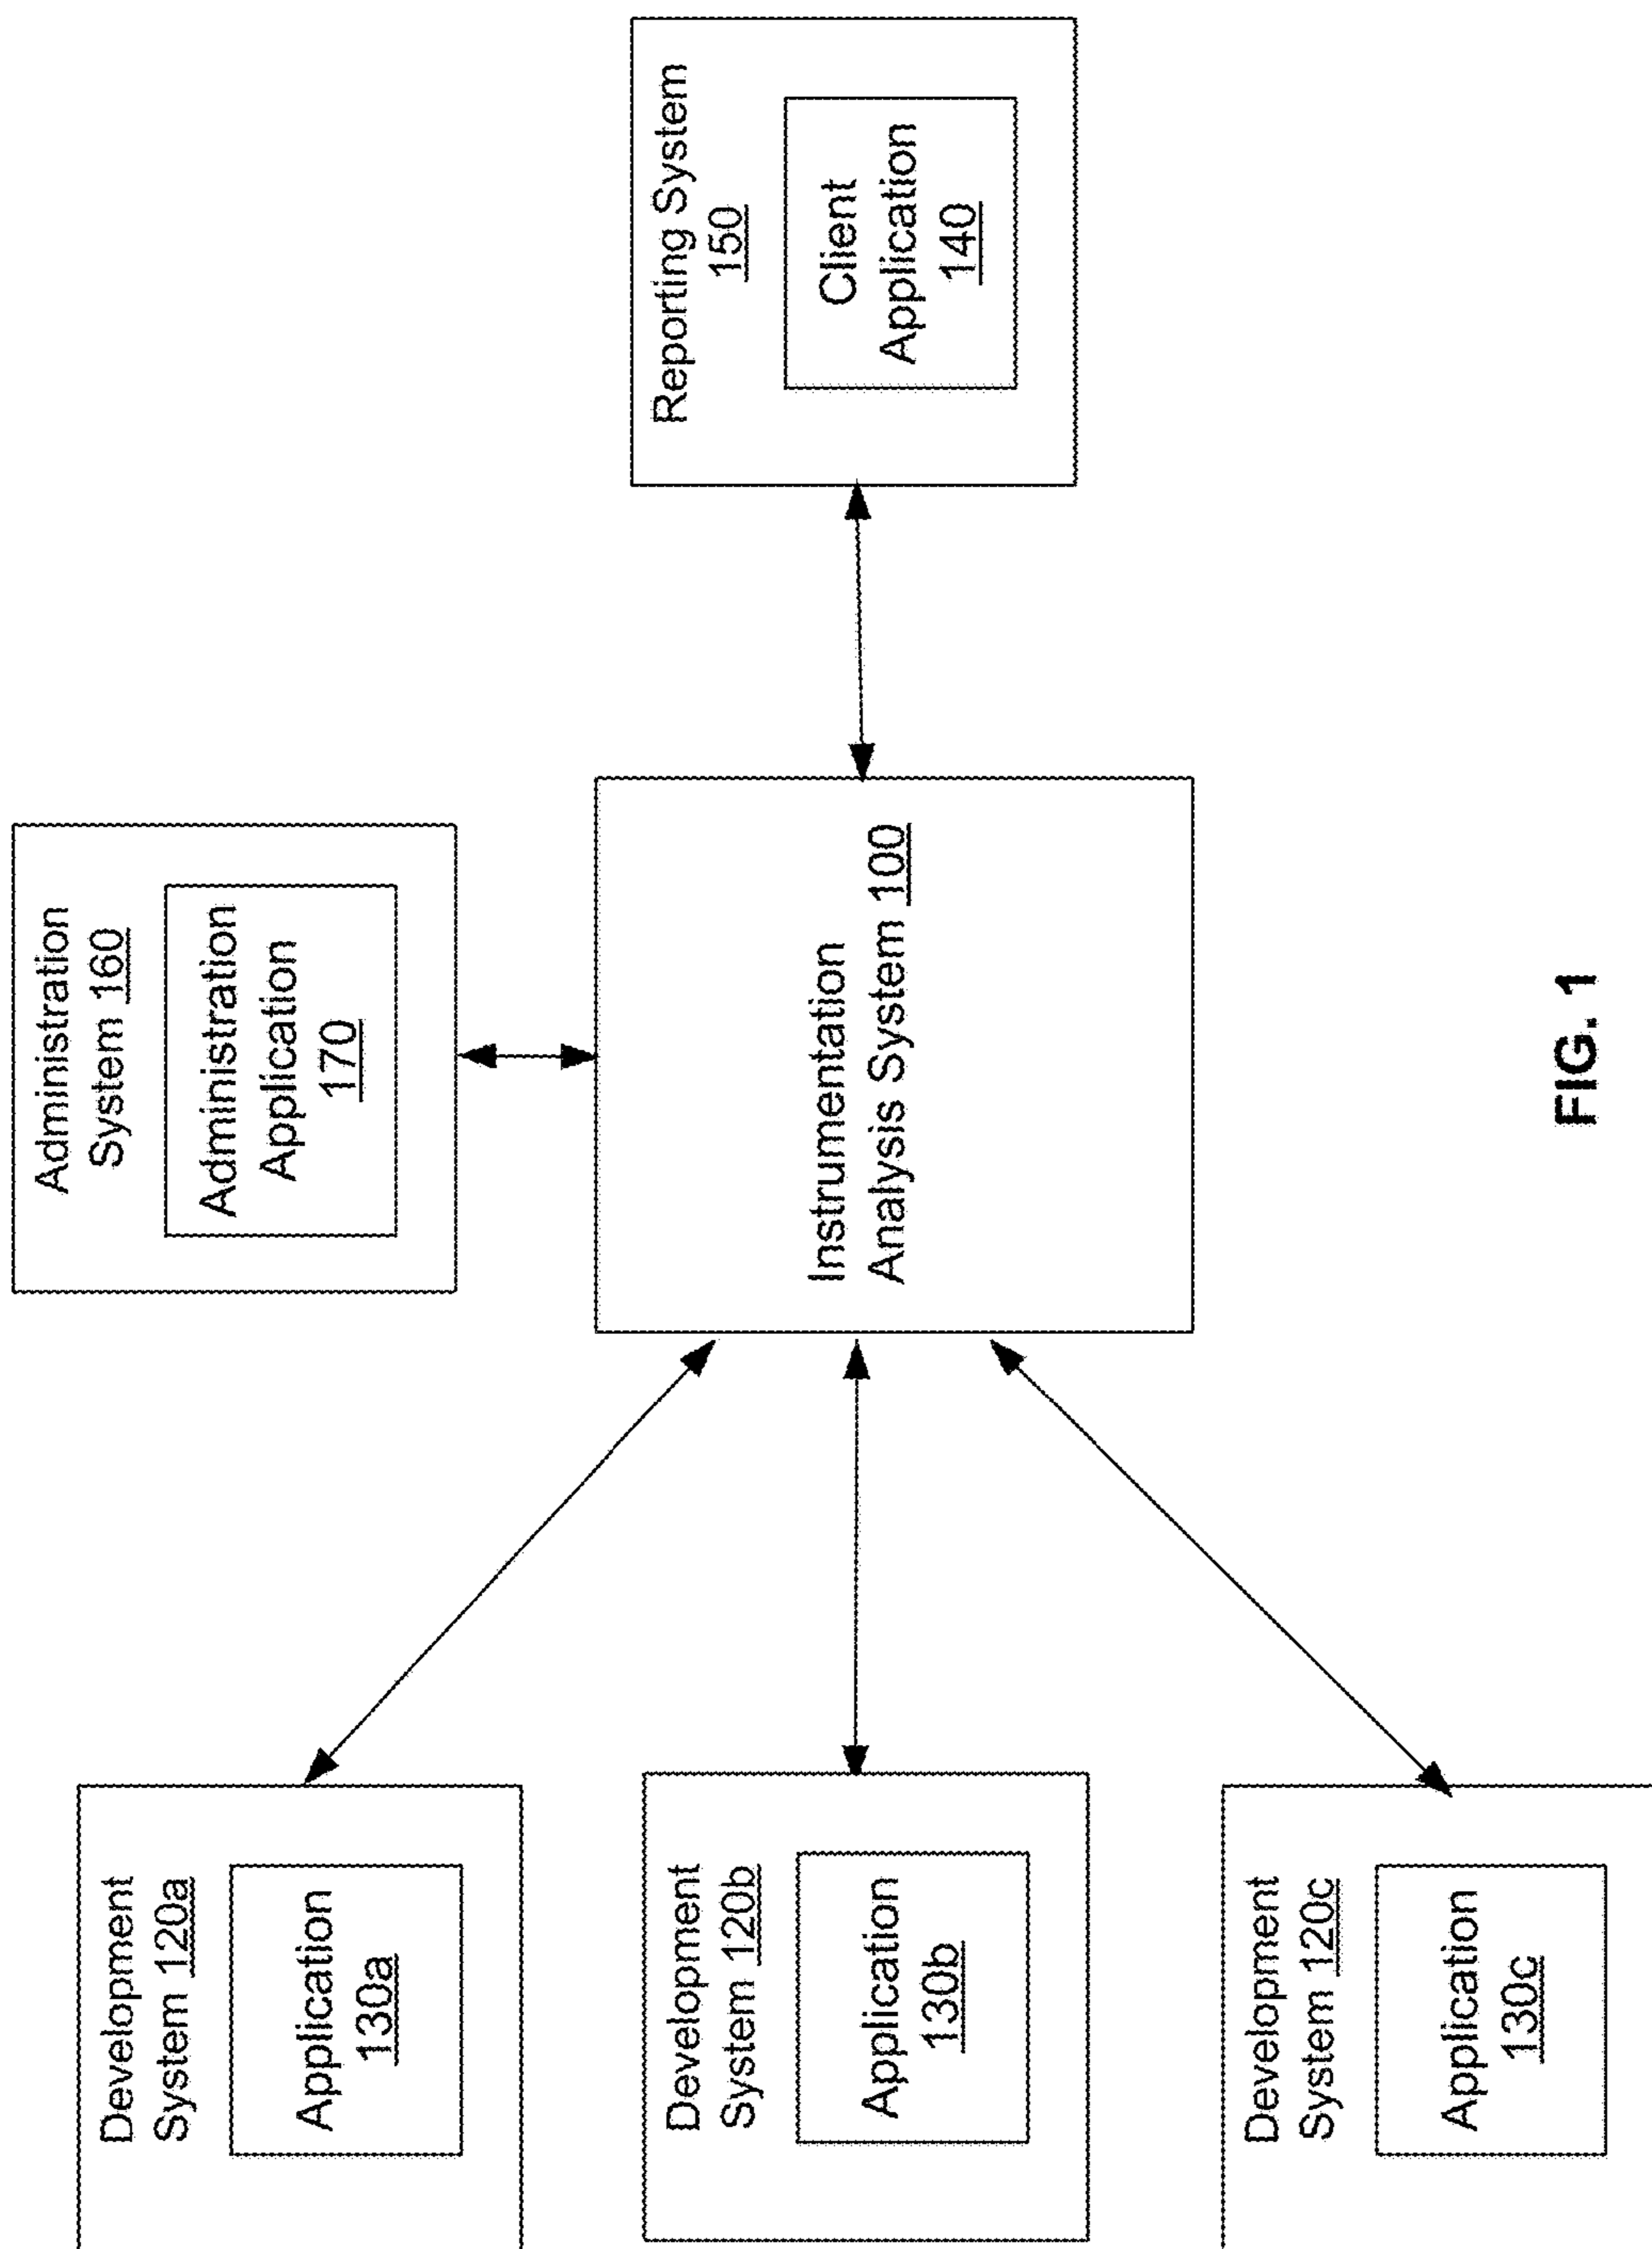 Development
System 120a
Application
130a
Development
System 120b
Application
130b
Development
System 120c
Application
130c
Administration
System 160
Administration
Application
170
Instrumentation
Analysis System 100
Reporting System
150
Client
Application
140
FIG. 1